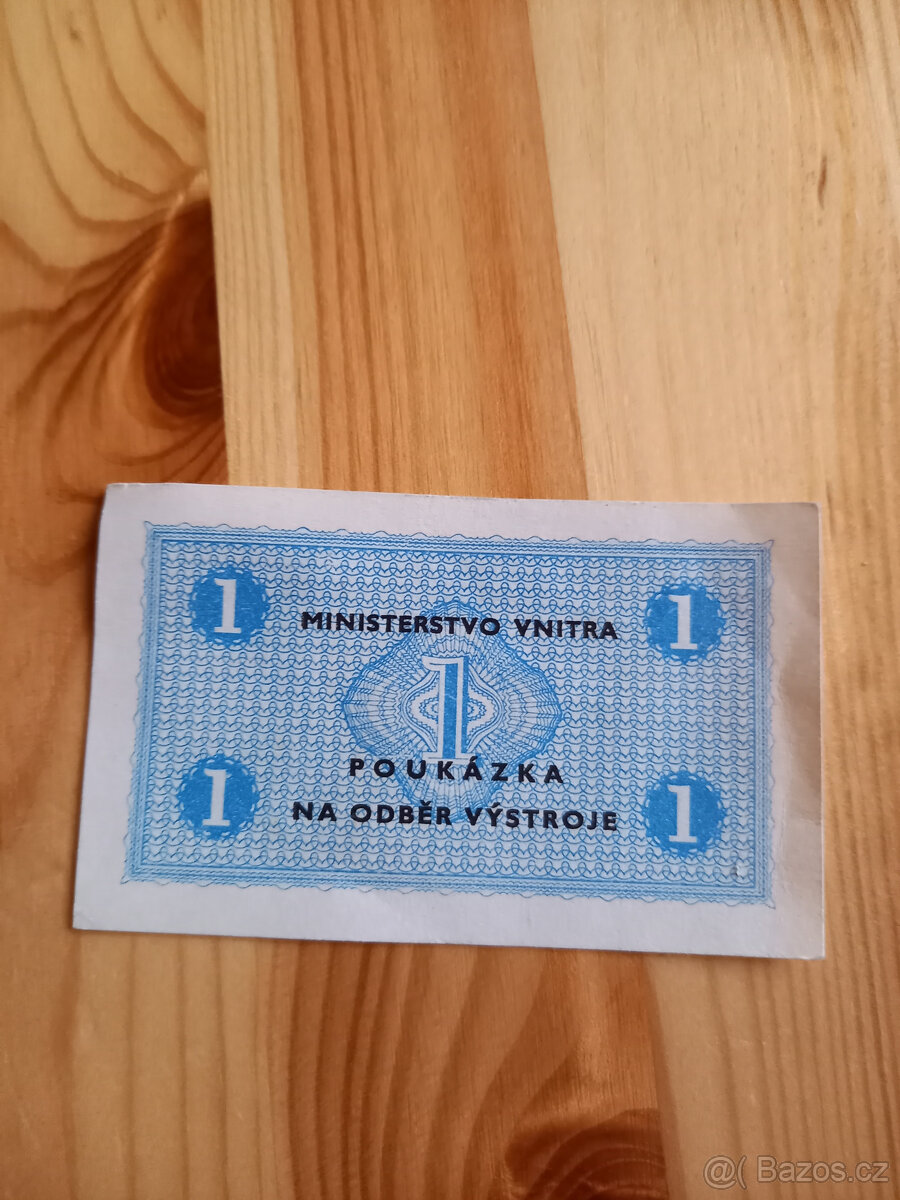 1 MINISTERSTVO VNITRA 1
1
POUKÁZKA
1 NA ODBĚR VÝSTROJE 1
@( Bazos.cz